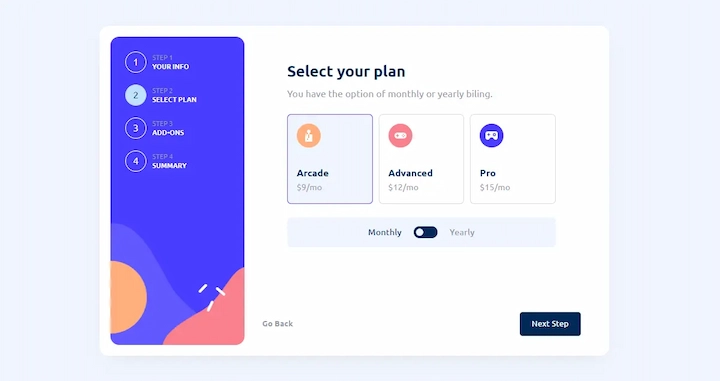 1
STEP 1
YOUR INFO
2
STEP 2
SELECT PLAN
3
STEP 3
ADD-ONS
4
STEP 4
SUMMARY
Select your plan
You have the option of monthly or yearly biling.
Arcade
$9/mo
Advanced
$12/mo
Pro
$15/mo
Monthly Yearly
Go Back
Next Step